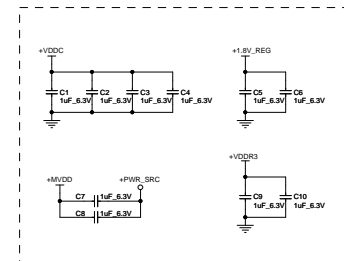 +VDDC
C1
1uF_6.3V
C2
1uF_6.3V
C3
1uF_6.3V
C4
1uF_6.3V
+1.8V_REG
C5
1uF_6.3V
C6
1uF_6.3V
+MVDD
+PWR_SRC
C7 1uF_6.3V
C8 1uF_6.3V
+VDDR3
C9
1uF_6.3V
C10
1uF_6.3V